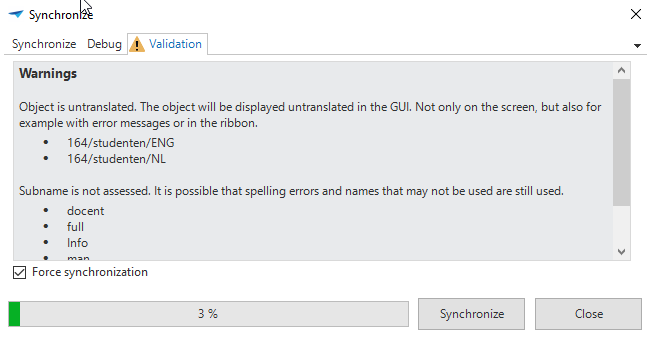 Synchronize
Synchronize Debug Validation
Warnings
Object is untranslated. The object will be displayed untranslated in the GUI. Not only on the screen, but also for
example with error messages or in the ribbon.
• 164/studenten/ENG
• 164/studenten/NL
Subname is not assessed. It is possible that spelling errors and names that may not be used are still used.
• docent
• full
• Info
• man
Force synchronization
3 %
Synchronize
Close